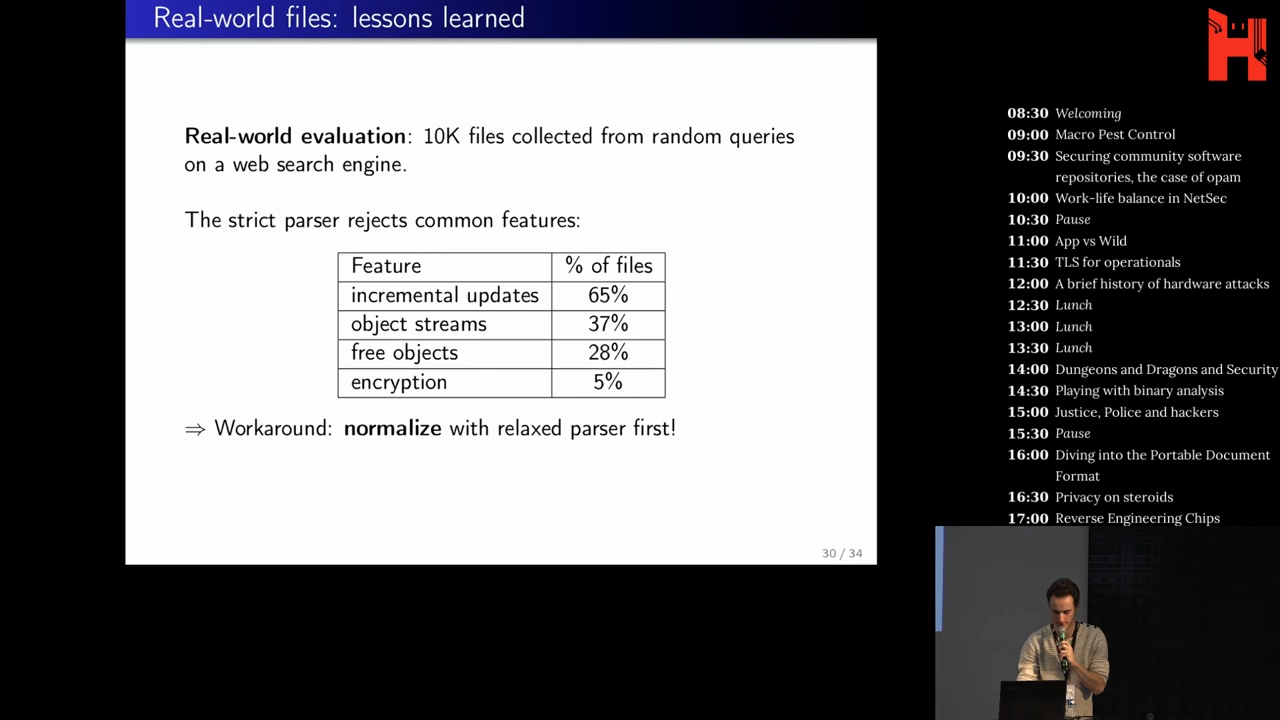 Real-world files: lessons learned
Real-world evaluation: 10K files collected from random queries
on a web search engine.
The strict parser rejects common features:
Feature % of files
incremental updates 65%
object streams 37%
free objects 28%
encryption 5%
⇒ Workaround: normalize with relaxed parser first!
30 / 34
08:30 Welcoming
09:00 Macro Pest Control
09:30 Securing community software
repositories, the case of opam
10:00 Work-life balance in NetSec
10:30 Pause
11:00 App vs Wild
11:30 TLS for operationals
12:00 A brief history of hardware attacks
12:30 Lunch
13:00 Lunch
13:30 Lunch
14:00 Dungeons and Dragons and Security
14:30 Playing with binary analysis
15:00 Justice, Police and hackers
15:30 Pause
16:00 Diving into the Portable Document
Format
16:30 Privacy on steroids
17:00 Reverse Engineering Chips